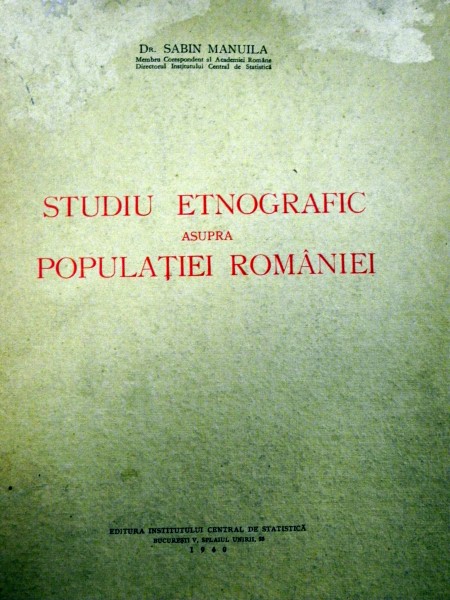 DR. SABIN MANUILA
Membru Corespondent al Academiei Române
Directorul Institutului Central de Statistică
STUDIU ETNOGRAFIC
ASUPRA
POPULAȚIEI ROMÂNIEI
EDITURA INSTITUTULUI CENTRAL DE STATISTICĂ
BUCUREȘTI V, SPLAIUL UNIRII,
1940